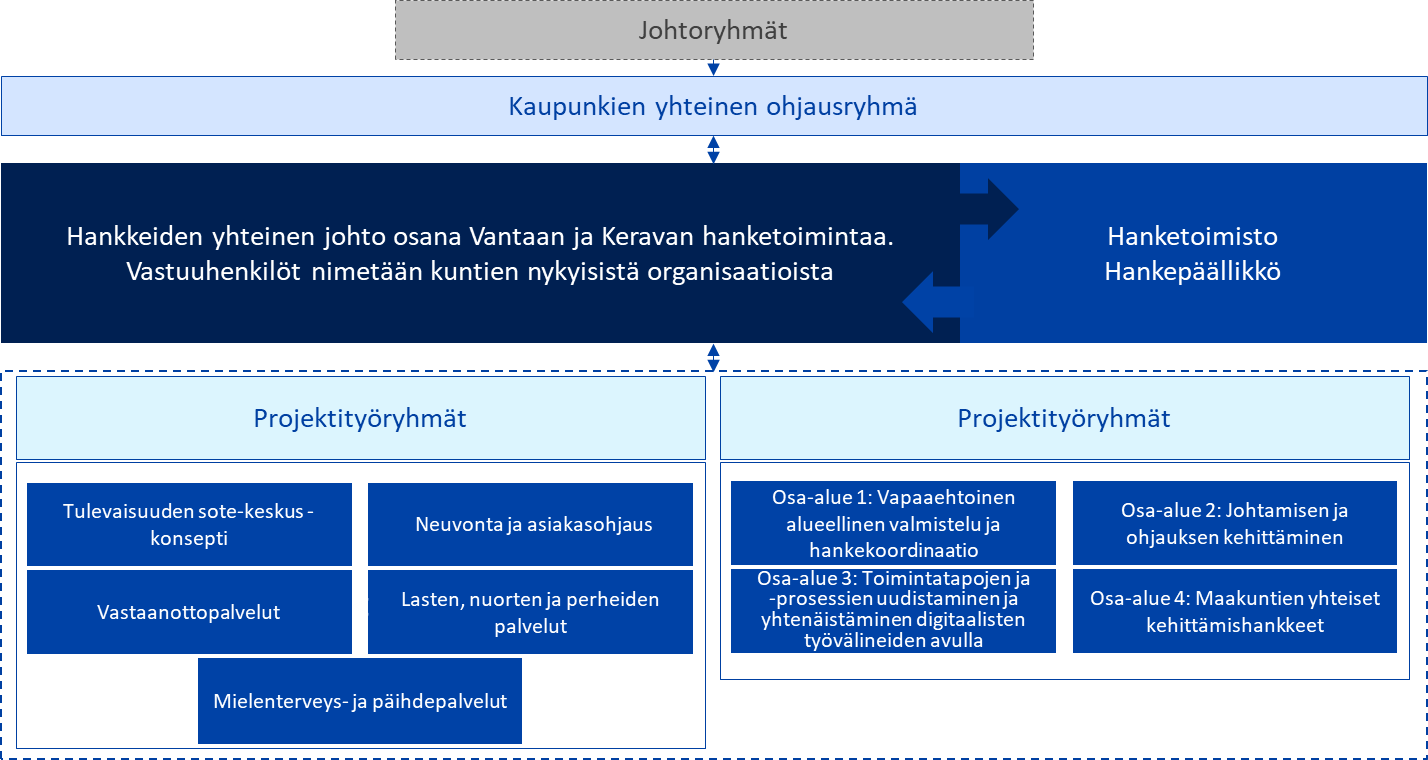 Johtoryhmät
Kaupunkien yhteinen ohjausryhmä
Hankkeiden yhteinen johto osana Vantaan ja Keravan hanketoimintaa.
Vastuuhenkilöt nimetään kuntien nykyisistä organisaatioista
Hanketoimisto
Hankepäällikkö
Projektityöryhmät
Tulevaisuuden sote-keskus -
konsepti
Neuvonta ja asiakasohjaus
Vastaanottopalvelut
Lasten, nuorten ja perheiden
palvelut
Mielenterveys- ja päihdepalvelut
Projektityöryhmät
Osa-alue 1: Vapaaehtoinen
alueellinen valmistelu ja
hankekoordinaatio
Osa-alue 2: Johtamisen ja
ohjauksen kehittäminen
Osa-alue 3: Toimintatapojen ja
-prosessien uudistaminen ja
yhtenäistäminen digitaalisten
työvälineiden avulla
Osa-alue 4: Maakuntien yhteiset
kehittämishankkeet